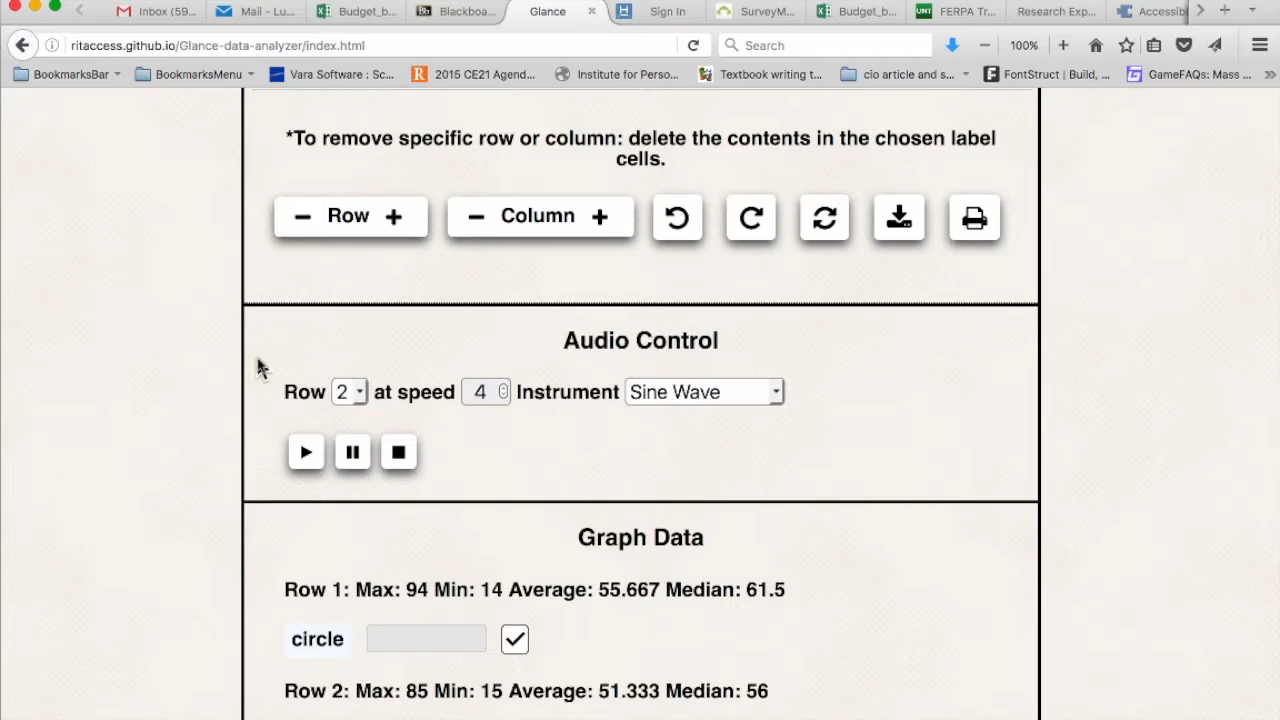 Inbox (59... Mail - Lu... Budget_b... Blackboa... Glance Sign In SurveyM... Budget_b... FERPA Tr... Research Exp... Accessibl
ritaccess.github.io/Glance-data-analyzer/index.html Search 100%
BookmarksBar BookmarksMenu Vara Software : Sc... 2015 CE21 Agend... Institute for Perso... Textbook writing t... cio article and s... FontStruct | Build, ... GameFAQs: Mass ...
*To remove specific row or column: delete the contents in the chosen label
cells.
Row Column
Audio Control
Row 2 at speed 4 Instrument Sine Wave
Graph Data
Row 1: Max: 94 Min: 14 Average: 55.667 Median: 61.5
circle
Row 2: Max: 85 Min: 15 Average: 51.333 Median: 56